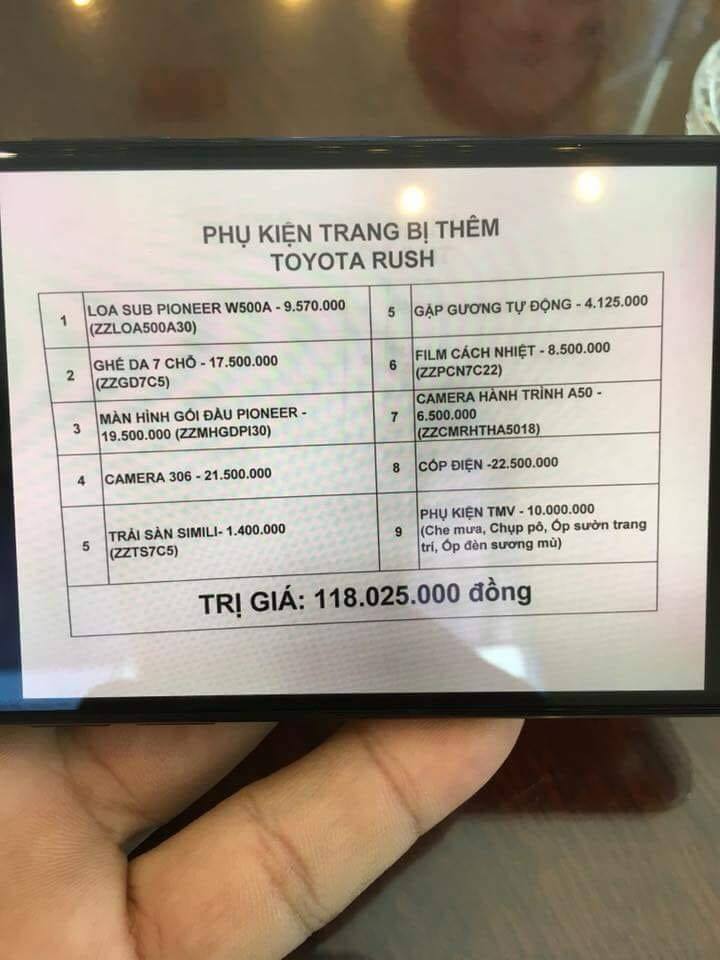 PHỤ KIỆN TRANG BỊ THÊM
TOYOTA RUSH
1
LOA SUB PIONEER W500A - 9.570.000
(ZZLOA500A30)
5
GẬP GƯƠNG TỰ ĐỘNG - 4.125.000
2
GHÉ DA 7 CHỖ - 17.500.000
(ZZGD7C5)
6
FILM CÁCH NHIỆT - 8.500.000
(ZZPCN7C22)
3
MÀN HÌNH GỐI ĐẦU PIONEER -
19.500.000 (ZZMHGDPI30)
7
CAMERA HÀNH TRÌNH A50 -
6.500.000
(ZZCMRHTHA5018)
4
CAMERA 306 - 21.500.000
8
CỐP ĐIỆN -22.500.000
5
TRẢI SÀN SIMILI- 1.400.000
(ZZTS7C5)
9
PHỤ KIỆN TMV - 10.000.000
(Che mưa, Chụp pô, Ốp sườn trang
trí, Ốp đèn sương mù)
TRỊ GIÁ: 118.025.000 đồng